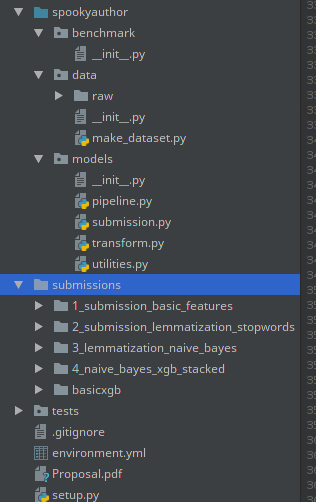 spookyauthor
benchmark
__init__.py
data
raw
__init__.py
make_dataset.py
models
__init__.py
pipeline.py
submission.py
transform.py
utilities.py
submissions
1_submission_basic_features
2_submission_lemmatization_stopwords
3_lemmatization_naive_bayes
4_naive_bayes_xgb_stacked
basicxgb
tests
.gitignore
environment.yml
Proposal.pdf
setup.py